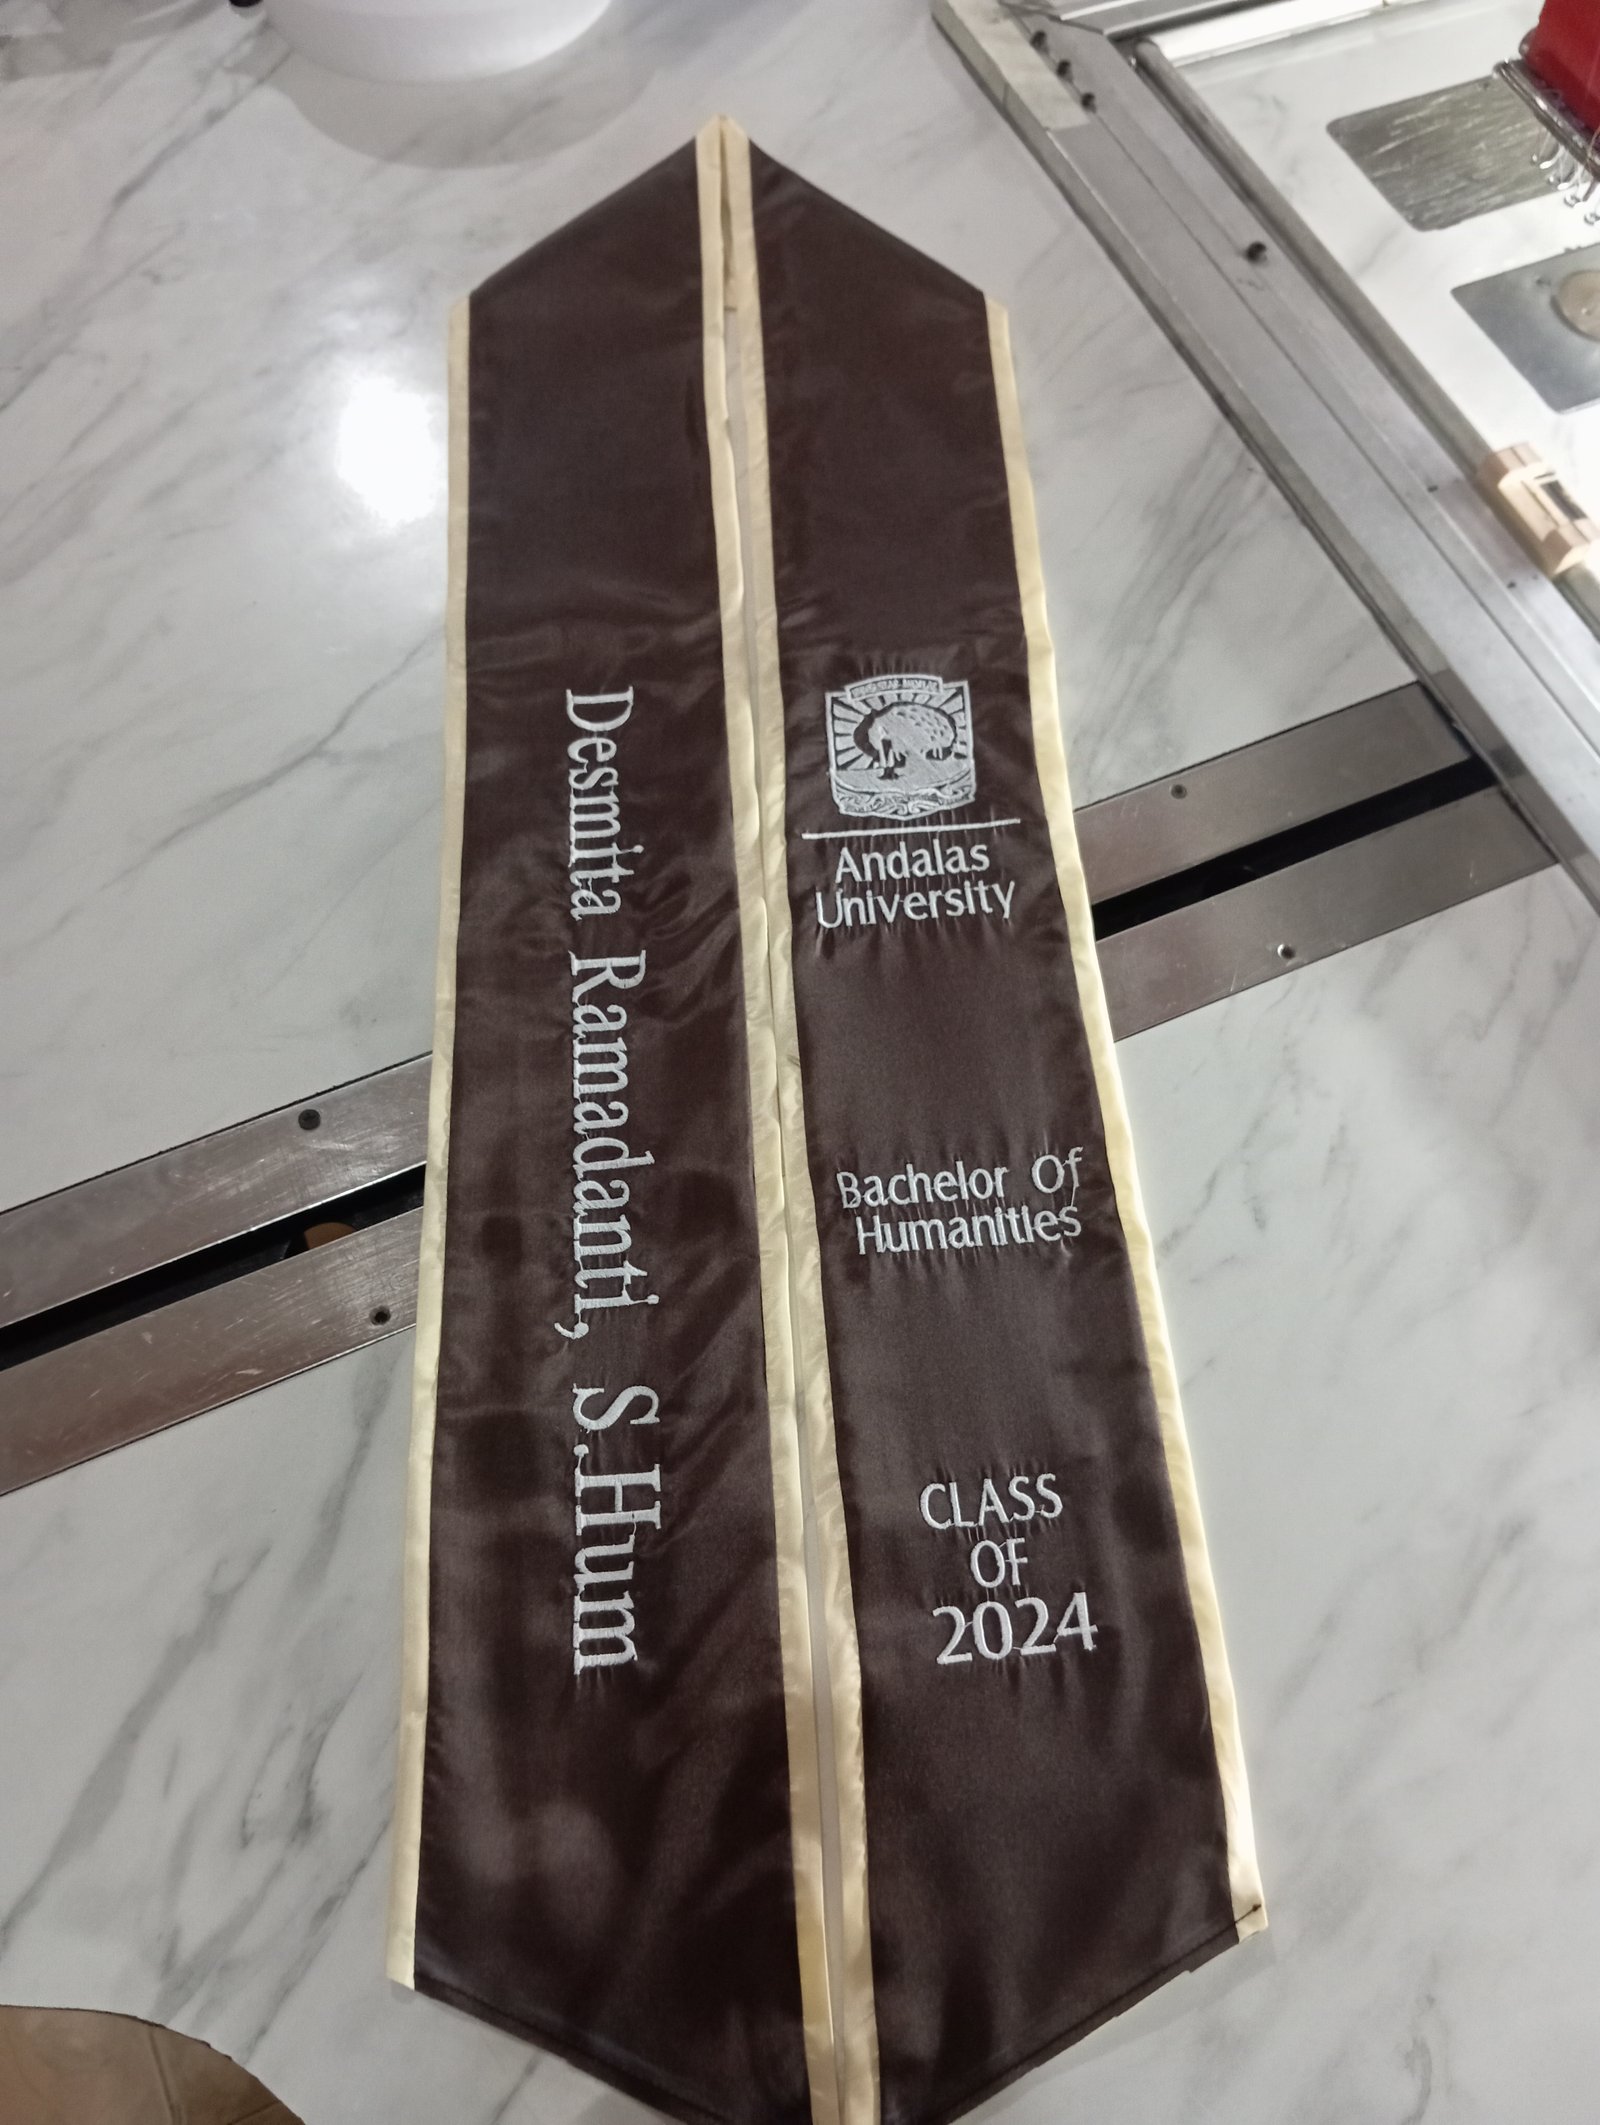 Desmita Ramadanti, S.Hum
Andalas
University
Bachelor Of
Humanities
CLASS
OF
2024